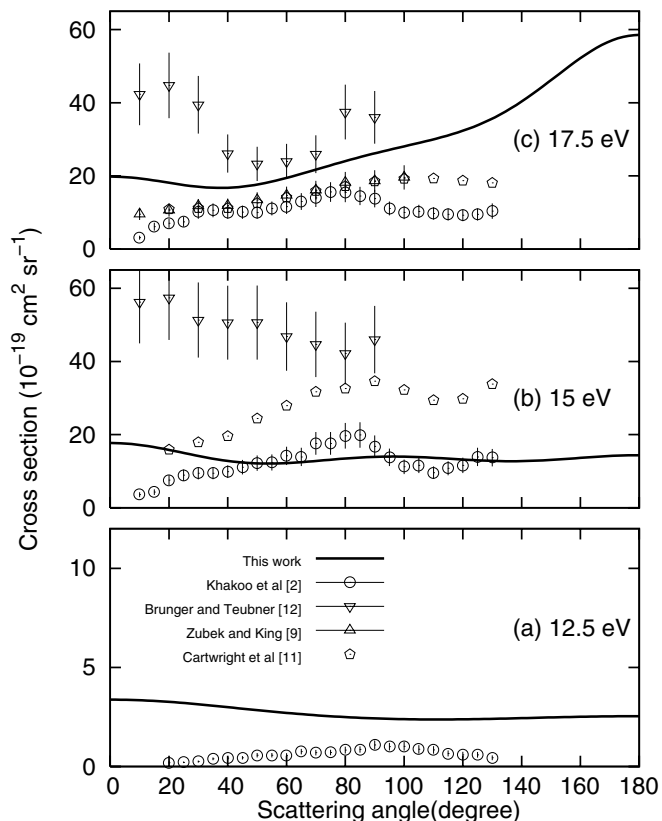 60
40
20
0
(c) 17.5 eV
60
40
20
0
(b) 15 eV
10
5
0
This work
Khakoo et al [2]
Brunger and Teubner [12]
Zubek and King [9]
Cartwright et al [11]
(a) 12.5 eV
0 20 40 60 80 100 120 140 160 180
Scattering angle(degree)
Cross section (10⁻¹⁹ cm² sr⁻¹)